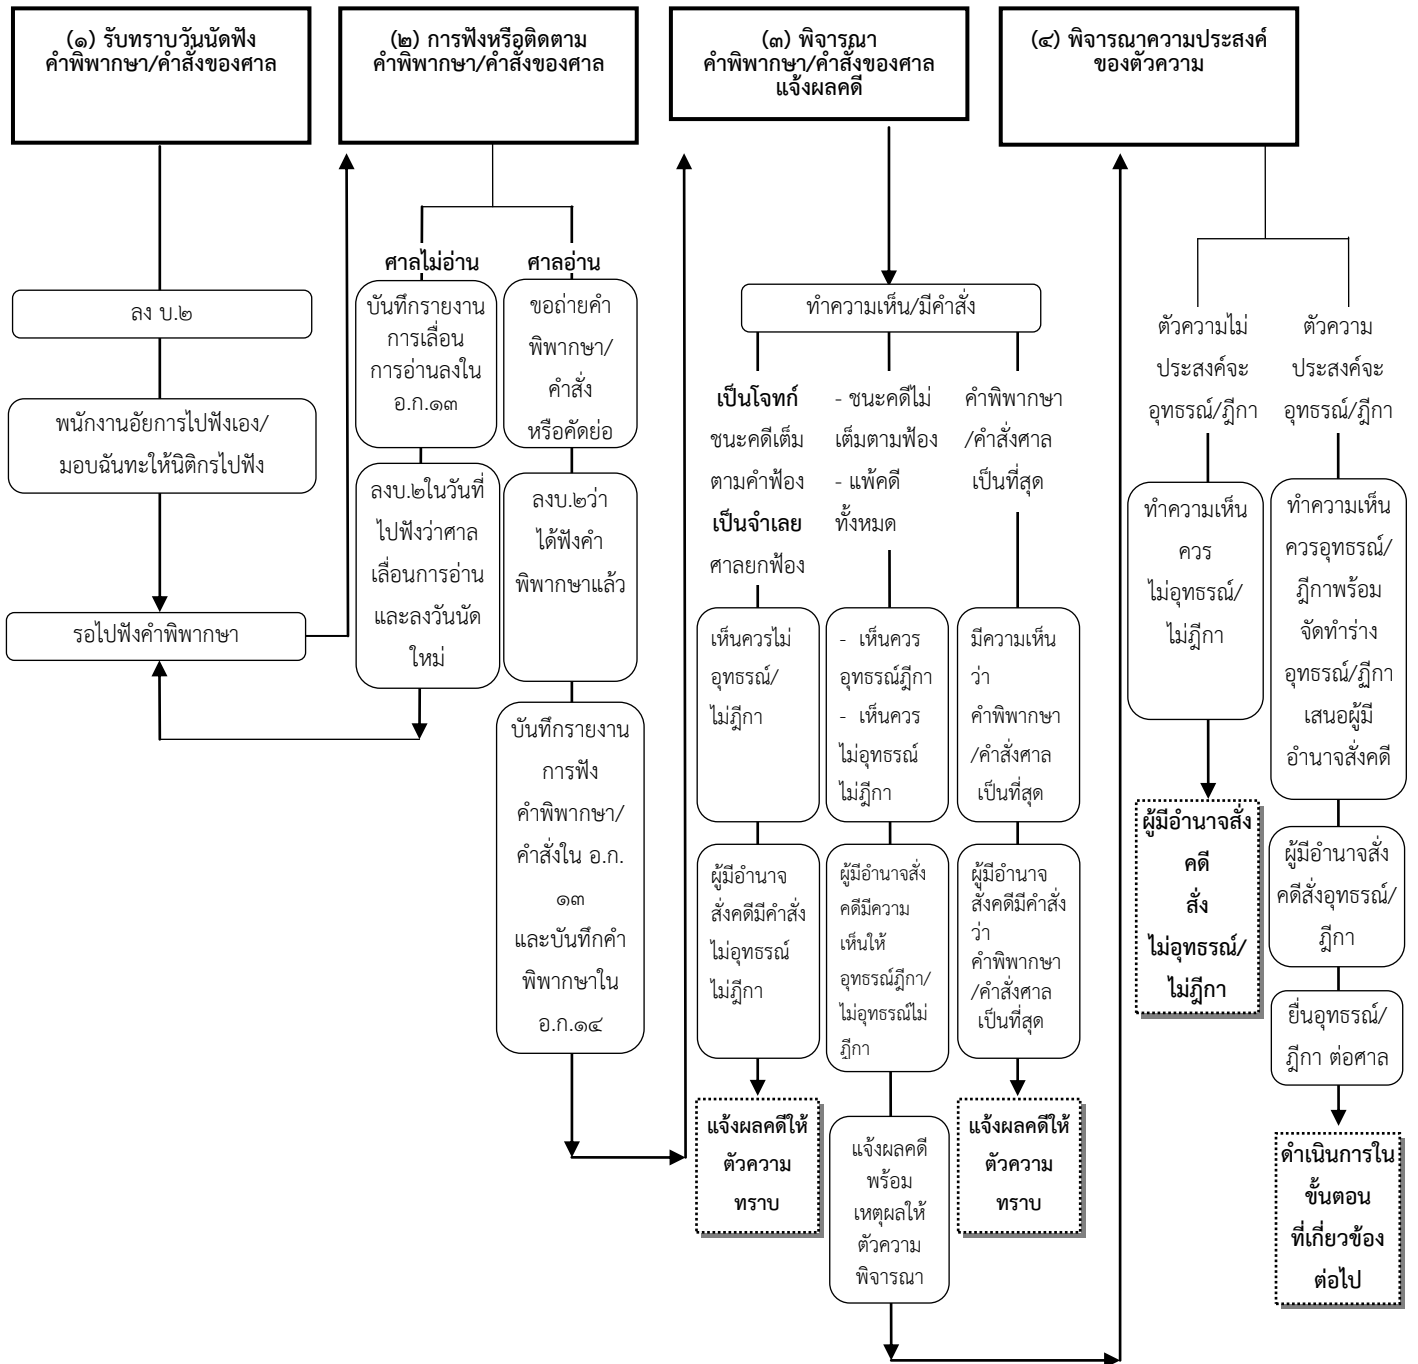 (๑) รับทราบวันนัดฟัง
คำพิพากษา/คำสั่งของศาล
ลง บ.๒
พนักงานอัยการไปฟังเอง/
มอบฉันทะให้นิติกรไปฟัง
รอไปฟังคำพิพากษา
(๒) การฟังหรือติดตาม
คำพิพากษา/คำสั่งของศาล
ศาลไม่อ่าน
บันทึกรายงาน
การเลื่อน
การอ่านลงใน
อ.ก.๑๓
ลงบ.๒ในวันที่
ไปฟังว่าศาล
เลื่อนการอ่าน
และลงวันนัด
ใหม่
ศาลอ่าน
ขอถ่ายคำ
พิพากษา/
คำสั่ง
หรือคัดย่อ
ลงบ.๒ว่า
ได้ฟังคำ
พิพากษาแล้ว
บันทึกรายงาน
การฟัง
คำพิพากษา/
คำสั่งใน อ.ก.
๑๓
และบันทึกคำ
พิพากษาใน
อ.ก.๑๔
(๓) พิจารณา
คำพิพากษา/คำสั่งของศาล
แจ้งผลคดี
ทำความเห็น/มีคำสั่ง
เป็นโจทก์
ชนะคดีเต็ม
ตามคำฟ้อง
เป็นจำเลย
ศาลยกฟ้อง
เห็นควรไม่
อุทธรณ์/
ไม่ฎีกา
ผู้มีอำนาจ
สั่งคดีมีคำสั่ง
ไม่อุทธรณ์
ไม่ฎีกา
แจ้งผลคดีให้
ตัวความ
ทราบ
- ชนะคดีไม่
เต็มตามฟ้อง
- แพ้คดี
ทั้งหมด
- เห็นควร
อุทธรณ์ฎีกา
- เห็นควร
ไม่อุทธรณ์
ไม่ฎีกา
ผู้มีอำนาจสั่ง
คดีมีความ
เห็นให้
อุทธรณ์ฎีกา/
ไม่อุทธรณ์ไม่
ฎีกา
แจ้งผลคดี
พร้อม
เหตุผลให้
ตัวความ
พิจารณา
คำพิพากษา
/คำสั่งศาล
เป็นที่สุด
มีความเห็น
ว่า
คำพิพากษา
/คำสั่งศาล
เป็นที่สุด
ผู้มีอำนาจ
สั่งคดีมีคำสั่ง
ว่า
คำพิพากษา
/คำสั่งศาล
เป็นที่สุด
แจ้งผลคดีให้
ตัวความ
ทราบ
(๔) พิจารณาความประสงค์
ของตัวความ
ตัวความไม่
ประสงค์จะ
อุทธรณ์/ฎีกา
ทำความเห็น
ควร
ไม่อุทธรณ์/
ไม่ฎีกา
ผู้มีอำนาจสั่ง
คดี
สั่ง
ไม่อุทธรณ์/
ไม่ฎีกา
ตัวความ
ประสงค์จะ
อุทธรณ์/ฎีกา
ทำความเห็น
ควรอุทธรณ์/
ฎีกาพร้อม
จัดทำร่าง
อุทธรณ์/ฏีกา
เสนอผู้มี
อำนาจสั่งคดี
ผู้มีอำนาจสั่ง
คดีสั่งอุทธรณ์/
ฎีกา
ยื่นอุทธรณ์/
ฎีกา ต่อศาล
ดำเนินการใน
ขั้นตอน
ที่เกี่ยวข้อง
ต่อไป